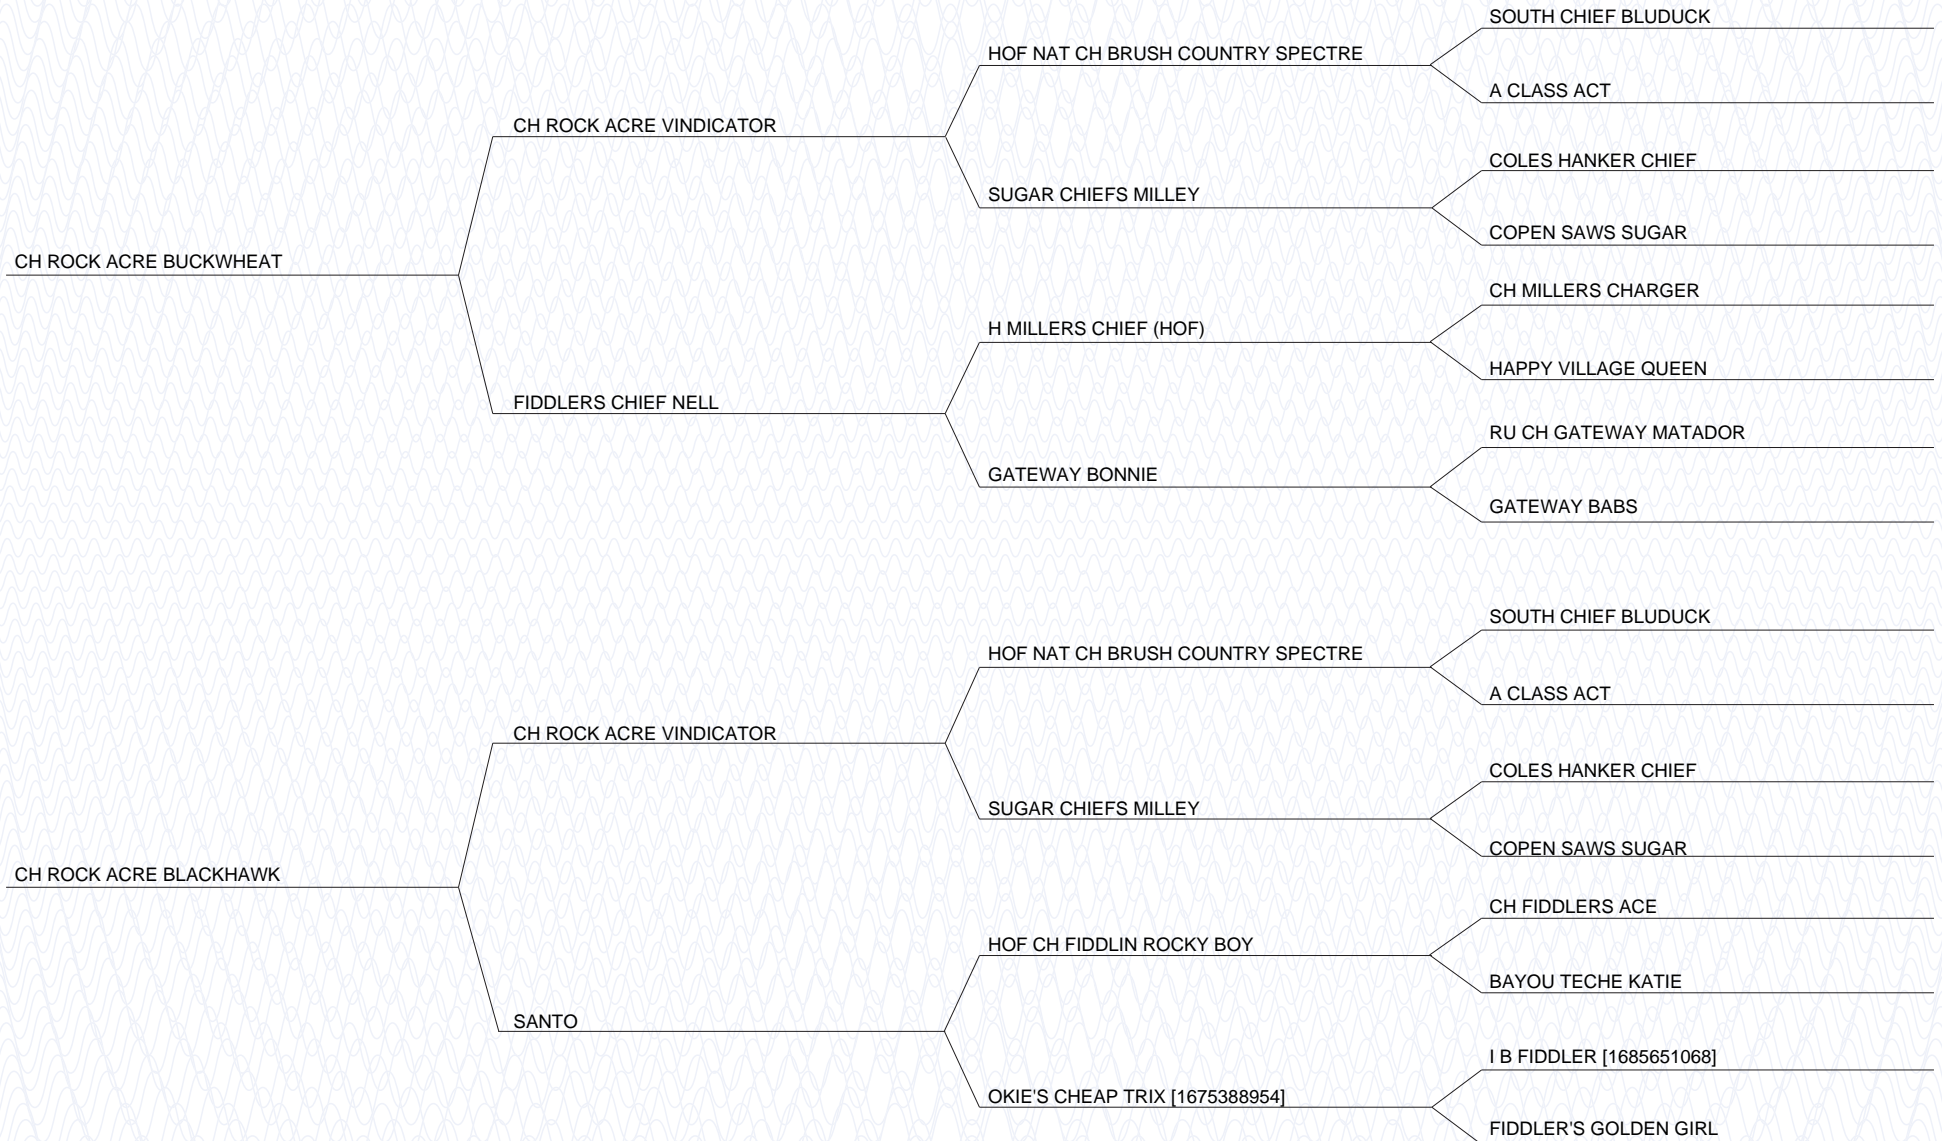 SOUTH CHIEF BLUDUCK
HOF NAT CH BRUSH COUNTRY SPECTRE
A CLASS ACT
CH ROCK ACRE VINDICATOR
COLES HANKER CHIEF
SUGAR CHIEFS MILLEY
COPEN SAWS SUGAR
CH ROCK ACRE BUCKWHEAT
CH MILLERS CHARGER
H MILLERS CHIEF (HOF)
HAPPY VILLAGE QUEEN
FIDDLERS CHIEF NELL
RU CH GATEWAY MATADOR
GATEWAY BONNIE
GATEWAY BABS
SOUTH CHIEF BLUDUCK
HOF NAT CH BRUSH COUNTRY SPECTRE
A CLASS ACT
CH ROCK ACRE VINDICATOR
COLES HANKER CHIEF
SUGAR CHIEFS MILLEY
COPEN SAWS SUGAR
CH ROCK ACRE BLACKHAWK
CH FIDDLERS ACE
HOF CH FIDDLIN ROCKY BOY
BAYOU TECHE KATIE
SANTO
I B FIDDLER [1685651068]
OKIE'S CHEAP TRIX [1675388954]
FIDDLER'S GOLDEN GIRL